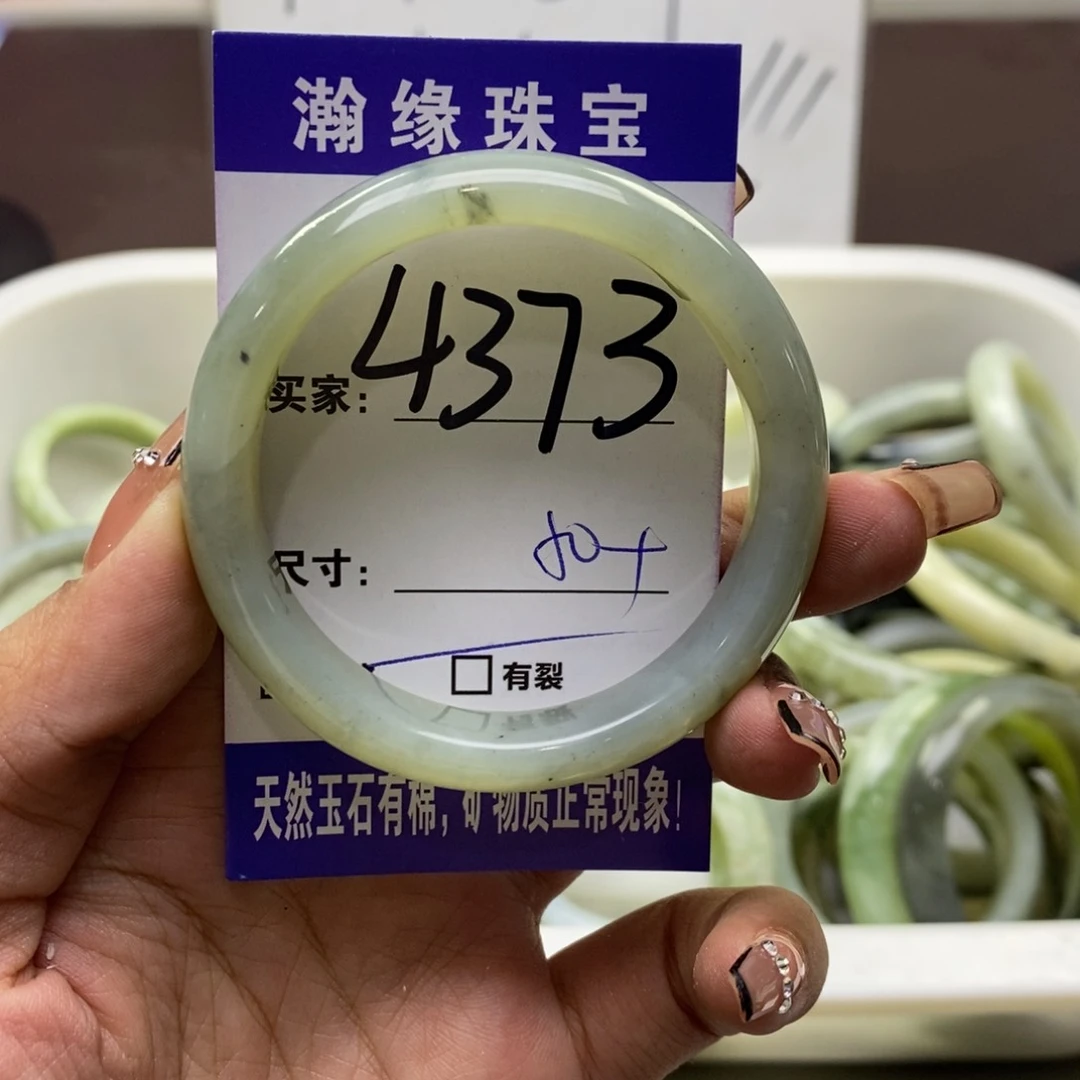 瀚缘珠宝
买家：4373
尺寸：
□有裂
天然玉石有棉，矿物质正常现象！